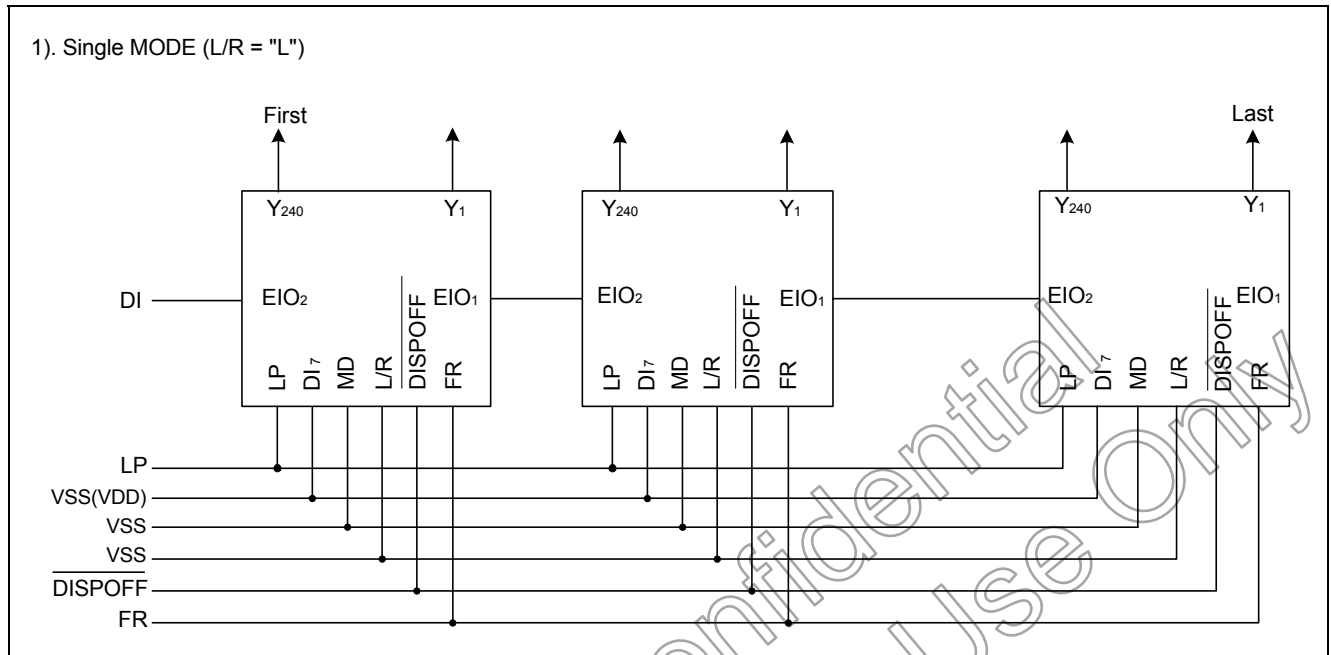 1). Single MODE (L/R = "L")
First
Last
Y240 Y1 Y240 Y1 Y240 Y1
DI EIO2 EIO1 EIO2 EIO1 EIO2 EIO1
LP DI7 MD L/R DISPOFF FR LP DI7 MD L/R DISPOFF FR LP DI7 MD L/R DISPOFF FR
LP
VSS(VDD)
VSS
VSS
DISPOFF
FR
Use Only